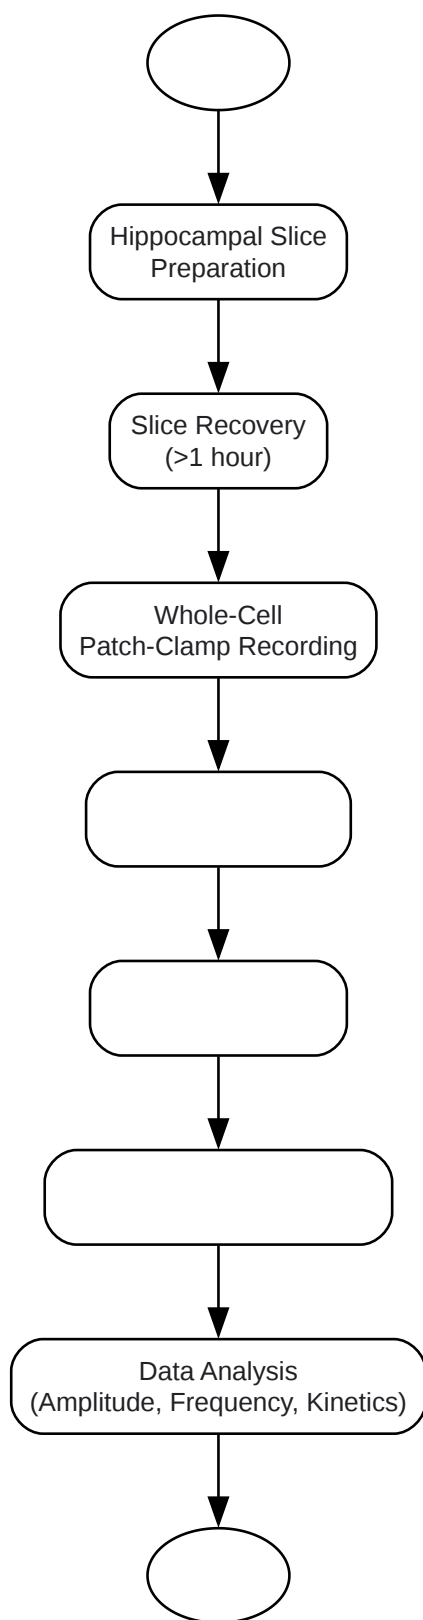 Hippocampal Slice
Preparation
Slice Recovery
(>1 hour)
Whole-Cell
Patch-Clamp Recording
Data Analysis
(Amplitude, Frequency, Kinetics)